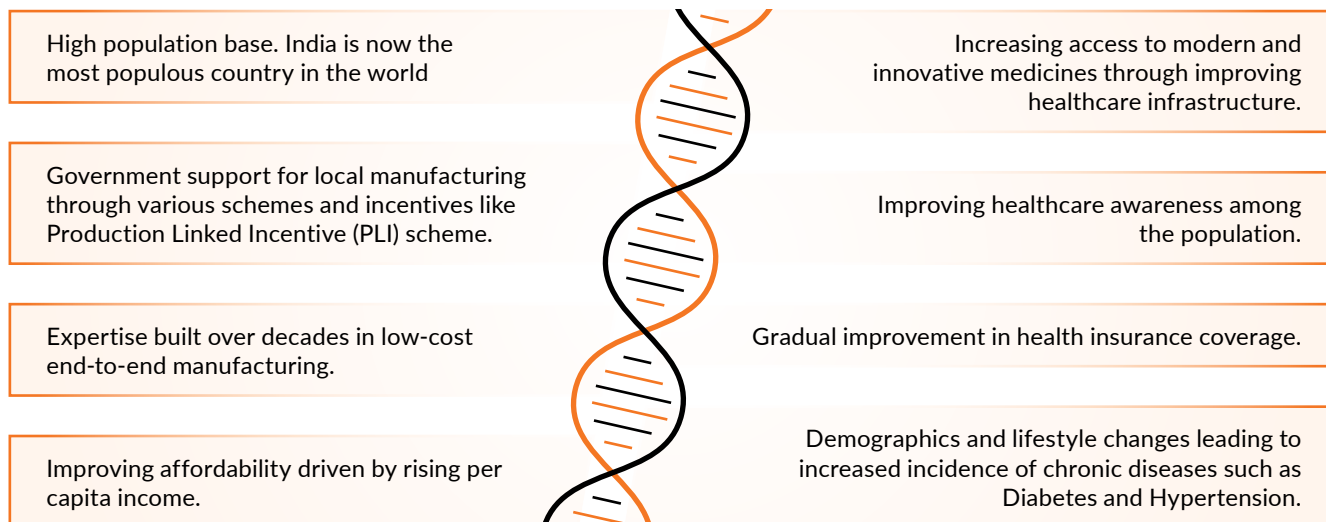 High population base. India is now the
most populous country in the world
Government support for local manufacturing
through various schemes and incentives like
Production Linked Incentive (PLI) scheme.
Expertise built over decades in low-cost
end-to-end manufacturing.
Improving affordability driven by rising per
capita income.
Increasing access to modern and
innovative medicines through improving
healthcare infrastructure.
Improving healthcare awareness among
the population.
Gradual improvement in health insurance coverage.
Demographics and lifestyle changes leading to
increased incidence of chronic diseases such as
Diabetes and Hypertension.